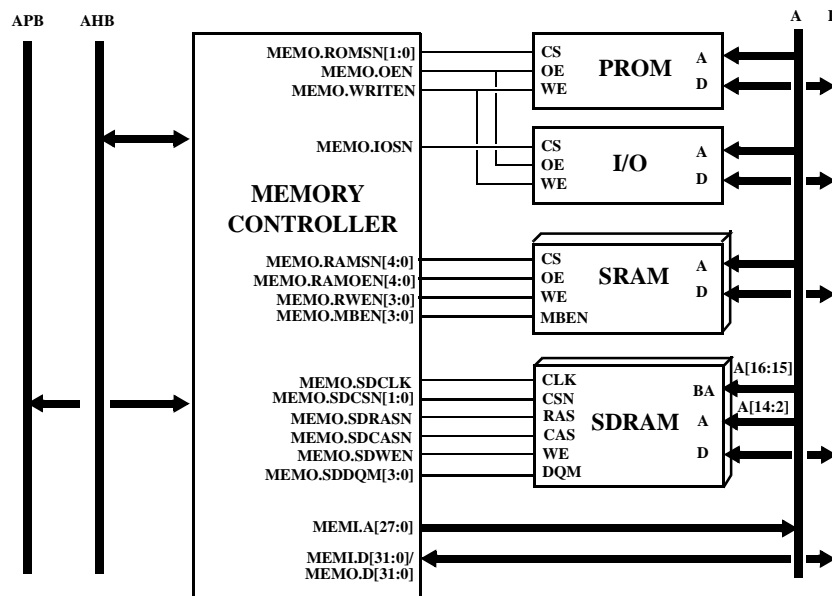 APB
AHB
A
MEMO.ROMSN[1:0]
MEMO.OEN
MEMO.WRITEN
CS
OE
WE
PROM
A
D
MEMO.IOSN
CS
OE
WE
I/O
A
D
MEMORY
CONTROLLER
MEMO.RAMSN[4:0]
MEMO.RAMOEN[4:0]
MEMO.RWEN[3:0]
MEMO.MBEN[3:0]
CS
OE
WE
MBEN
SRAM
A
D
MEMO.SDCLK
MEMO.SDCSN[1:0]
MEMO.SDRASN
MEMO.SDCASN
MEMO.SDWEN
MEMO.SDDQM[3:0]
CLK
CSN
RAS
CAS
WE
DQM
SDRAM
BA
A
D
A[16:15]
A[14:2]
MEMI.A[27:0]
MEMI.D[31:0]/
MEMO.D[31:0]